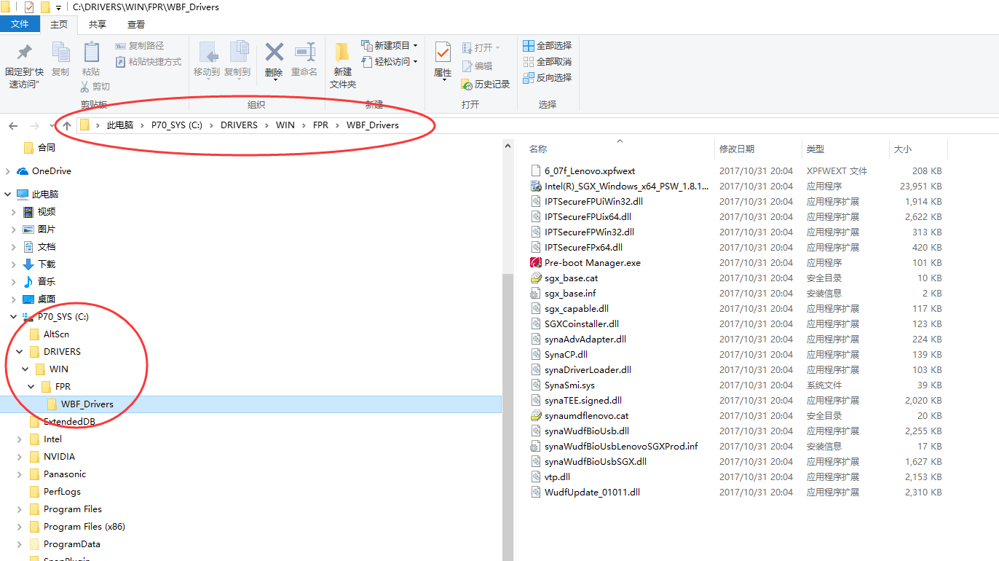 C:\DRIVERS\WIN\FPR\WBF_Drivers
文件 主页 共享 查看
固定到"快速访问"
复制
粘贴
复制路径
粘贴快捷方式
剪切
剪贴板
移动到 复制到 删除 重命名
组织
新建文件夹
新建项目
轻松访问
新建
属性
打开
编辑
历史记录
打开
全部选择
全部取消
反向选择
选择
此电脑 > P70_SYS (C:) > DRIVERS > WIN > FPR > WBF_Drivers
合同
OneDrive
此电脑
视频
图片
文档
下载
音乐
桌面
P70_SYS (C:)
AltScn
DRIVERS
WIN
FPR
WBF_Drivers
ExtendedDB
Intel
NVIDIA
Panasonic
PerfLogs
Program Files
Program Files (x86)
ProgramData
名称 修改日期 类型 大小
6_07f_Lenovo.xpfwext 2017/10/31 20:04 XPFWEXT 文件 208 KB
Intel(R)_SGX_Windows_x64_PSW_1.8.1... 2017/10/31 20:04 应用程序 23,951 KB
IPTSecureFPUiWin32.dll 2017/10/31 20:04 应用程序扩展 1,914 KB
IPTSecureFPUix64.dll 2017/10/31 20:04 应用程序扩展 2,622 KB
IPTSecureFPWin32.dll 2017/10/31 20:04 应用程序扩展 313 KB
IPTSecureFPx64.dll 2017/10/31 20:04 应用程序扩展 420 KB
Pre-boot Manager.exe 2017/10/31 20:04 应用程序 101 KB
sgx_base.cat 2017/10/31 20:04 安全目录 10 KB
sgx_base.inf 2017/10/31 20:04 安装信息 2 KB
sgx_capable.dll 2017/10/31 20:04 应用程序扩展 117 KB
SGXCoinstaller.dll 2017/10/31 20:04 应用程序扩展 123 KB
synaAdvAdapter.dll 2017/10/31 20:04 应用程序扩展 224 KB
SynaCP.dll 2017/10/31 20:04 应用程序扩展 139 KB
synaDriverLoader.dll 2017/10/31 20:04 应用程序扩展 103 KB
SynaSmi.sys 2017/10/31 20:04 系统文件 39 KB
synaTEE.signed.dll 2017/10/31 20:04 应用程序扩展 2,020 KB
synaumdflenovo.cat 2017/10/31 20:04 安全目录 20 KB
synaWudfBioUsb.dll 2017/10/31 20:04 应用程序扩展 2,255 KB
synaWudfBioUsbLenovoSGXProd.inf 2017/10/31 20:04 安装信息 17 KB
synaWudfBioUsbSGX.dll 2017/10/31 20:04 应用程序扩展 1,627 KB
vtp.dll 2017/10/31 20:04 应用程序扩展 2,153 KB
WudfUpdate_01011.dll 2017/10/31 20:04 应用程序扩展 2,310 KB